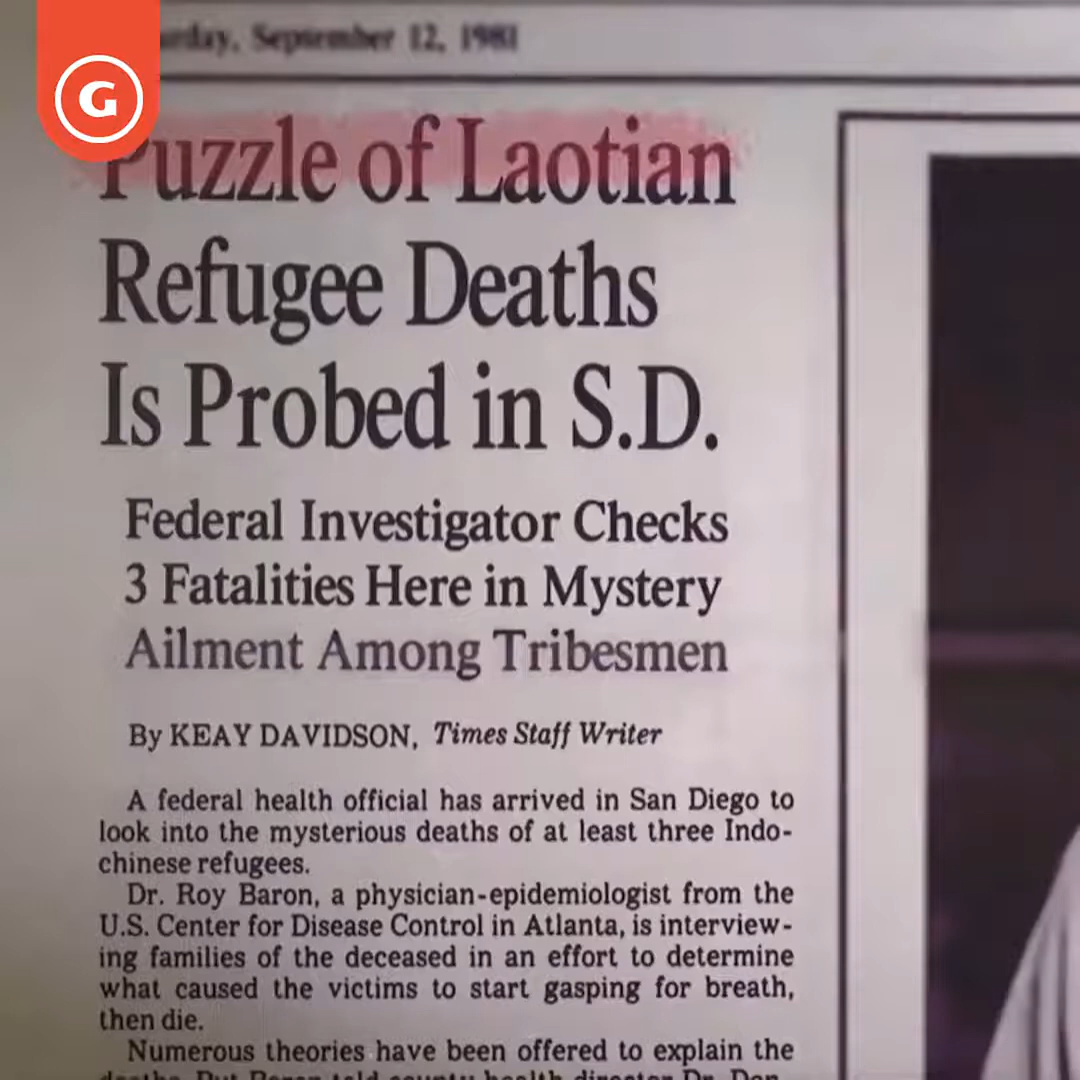 G
September 12, 1981
Puzzle of Laotian
Refugee Deaths
Is Probed in S.D.
Federal Investigator Checks
3 Fatalities Here in Mystery
Ailment Among Tribesmen
By KEAY DAVIDSON, Times Staff Writer
A federal health official has arrived in San Diego to
look into the mysterious deaths of at least three Indo-
chinese refugees.
Dr. Roy Baron, a physician-epidemiologist from the
U.S. Center for Disease Control in Atlanta, is interview-
ing families of the deceased in an effort to determine
what caused the victims to start gasping for breath,
then die.
Numerous theories have been offered to explain the